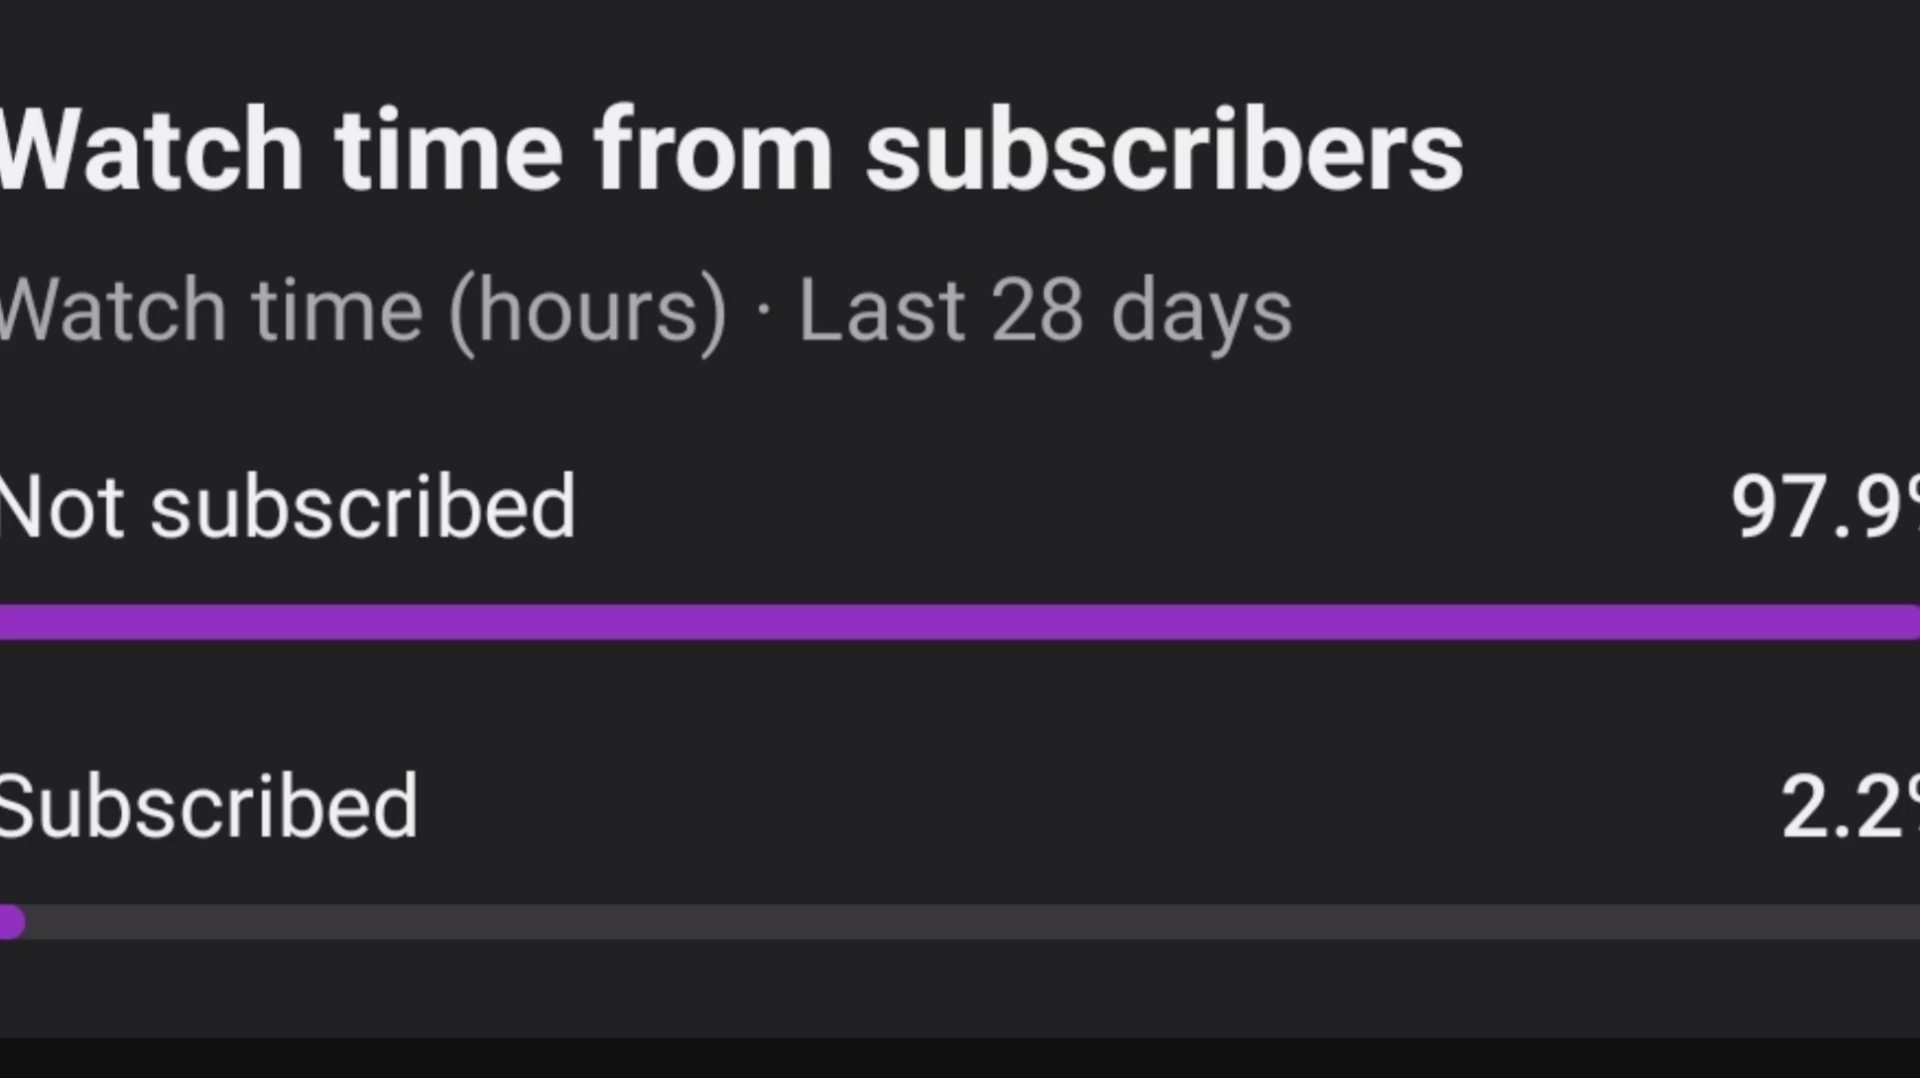 Watch time from subscribers
Watch time (hours) · Last 28 days
Not subscribed 97.9%
Subscribed 2.2%